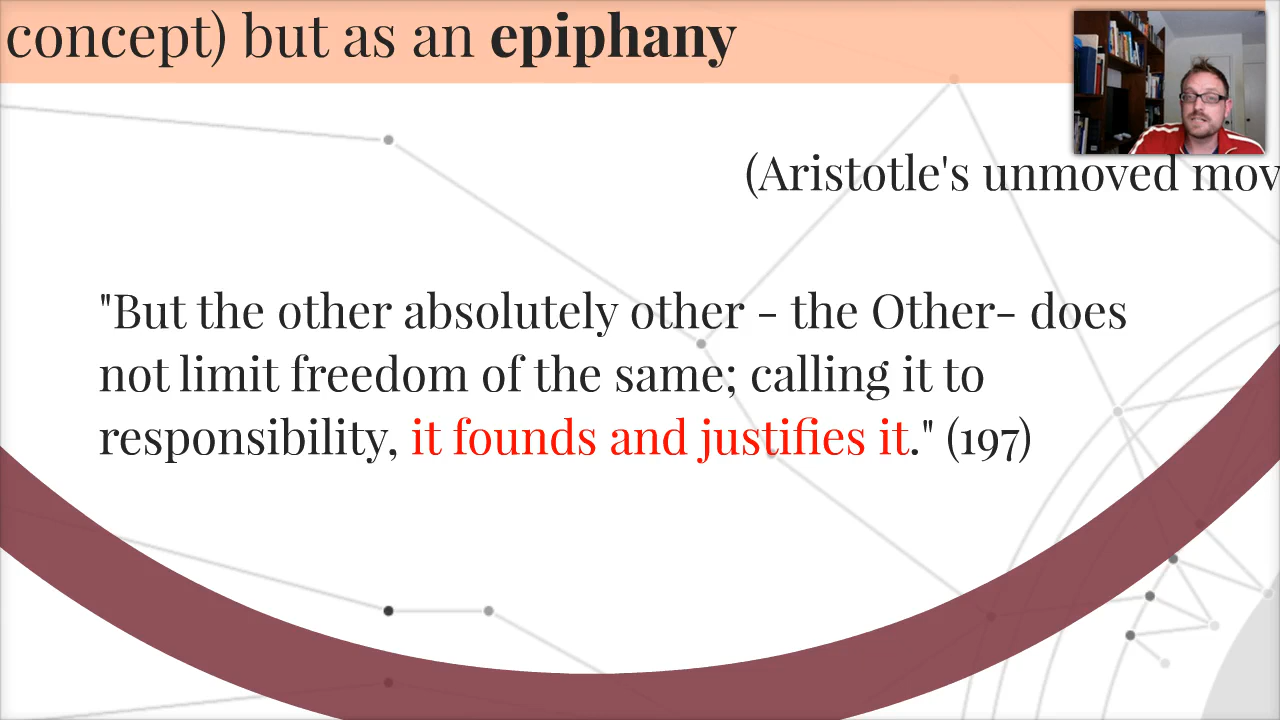 concept) but as an epiphany
(Aristotle's unmoved mov
"But the other absolutely other - the Other- does
not limit freedom of the same; calling it to
responsibility, it founds and justifies it." (197)